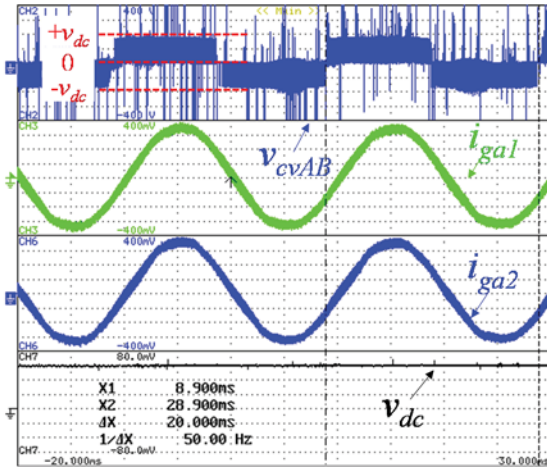 CH2 400 V << Main >>
+v_dc
0
-v_dc
CH2 -400 V
v_cvAB
CH3 400mV
i_ga1
CH3 -400mV
CH6 400mV
i_ga2
CH6 -400mV
CH7 80.0mV
X1 8.900ms
X2 28.900ms
ΔX 20.000ms
1/ΔX 50.00 Hz
v_dc
CH7 -80.0mV
-20.000ms 30.000ms